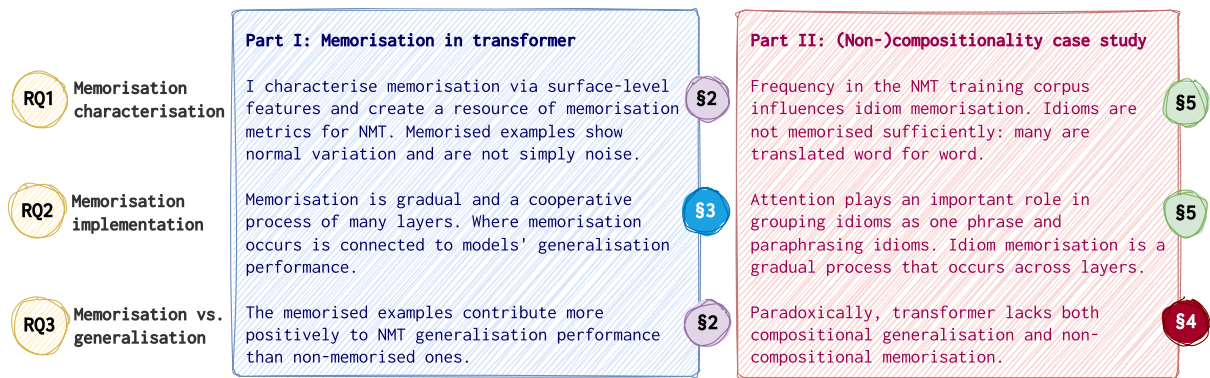 Part I: Memorisation in transformer
Part II: (Non-)compositionality case study
RQ1
Memorisation
characterisation
I characterise memorisation via surface-level
features and create a resource of memorisation
metrics for NMT. Memorised examples show
normal variation and are not simply noise.
§2
Frequency in the NMT training corpus
influences idiom memorisation. Idioms are
not memorised sufficiently: many are
translated word for word.
§5
RQ2
Memorisation
implementation
Memorisation is gradual and a cooperative
process of many layers. Where memorisation
occurs is connected to models' generalisation
performance.
§3
Attention plays an important role in
grouping idioms as one phrase and
paraphrasing idioms. Idiom memorisation is a
gradual process that occurs across layers.
§5
RQ3
Memorisation vs.
generalisation
The memorised examples contribute more
positively to NMT generalisation performance
than non-memorised ones.
§2
Paradoxically, transformer lacks both
compositional generalisation and non-
compositional memorisation.
§4